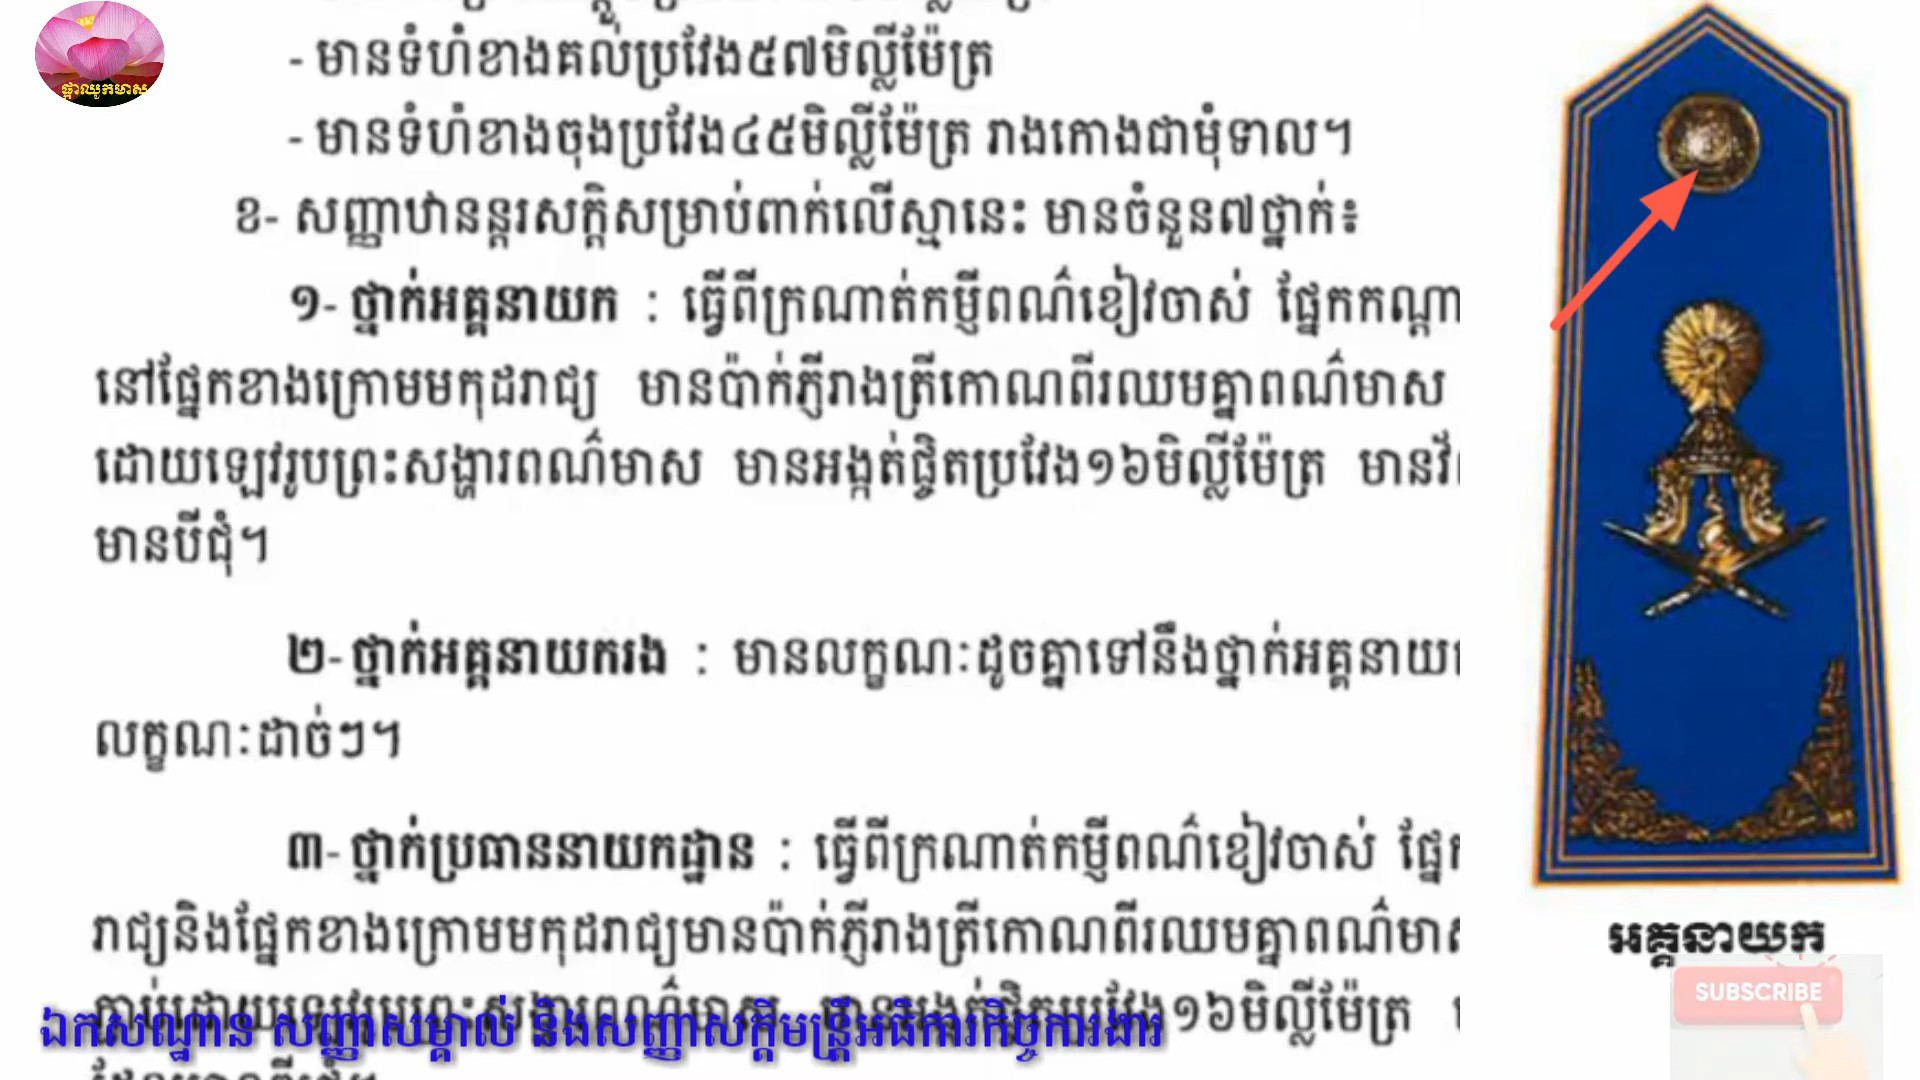 ផ្កាឈូកមាស
- មានទំហំខាងគល់ប្រវែង៥៧មិល្លីម៉ែត្រ
- មានទំហំខាងចុងប្រវែង៤៥មិល្លីម៉ែត្រ រាងកោងជាមុំទាល។
ខ- សញ្ញាឋានន្តរសក្តិសម្រាប់ពាក់លើស្មានេះ មានចំនួន៧ថ្នាក់៖
១- ថ្នាក់អគ្គនាយក : ធ្វើពីក្រណាត់កម្ញីពណ៌ខៀវចាស់ ផ្នែកកណ្តា
នៅផ្នែកខាងក្រោមមកុដរាជ្យ មានប៉ាក់ភ្ញីរាងត្រីកោណពីរឈមគ្នាពណ៌មាស
ដោយឡេវរូបព្រះសង្ហារពណ៌មាស មានអង្កត់ផ្ចិតប្រវែង១៦មិល្លីម៉ែត្រ មាន
មានបីជុំ។
២- ថ្នាក់អគ្គនាយករង : មានលក្ខណៈដូចគ្នាទៅនឹងថ្នាក់អគ្គនាយ
លក្ខណៈដាច់ៗ។
៣- ថ្នាក់ប្រធាននាយកដ្ឋាន : ធ្វើពីក្រណាត់កម្ញីពណ៌ខៀវចាស់ ផ្នែ
រាជ្យនិងផ្នែកខាងក្រោមមកុដរាជ្យមានប៉ាក់ភ្ញីរាងត្រីកោណពីរឈមគ្នាពណ៌មាស
១៦មិល្លីម៉ែត្រ
ឯកសណ្ឋាន សញ្ញាសម្គាល់ និងសញ្ញាសក្តិមន្ត្រីអធិការកិច្ចការងារ
អគ្គនាយក
SUBSCRIBE